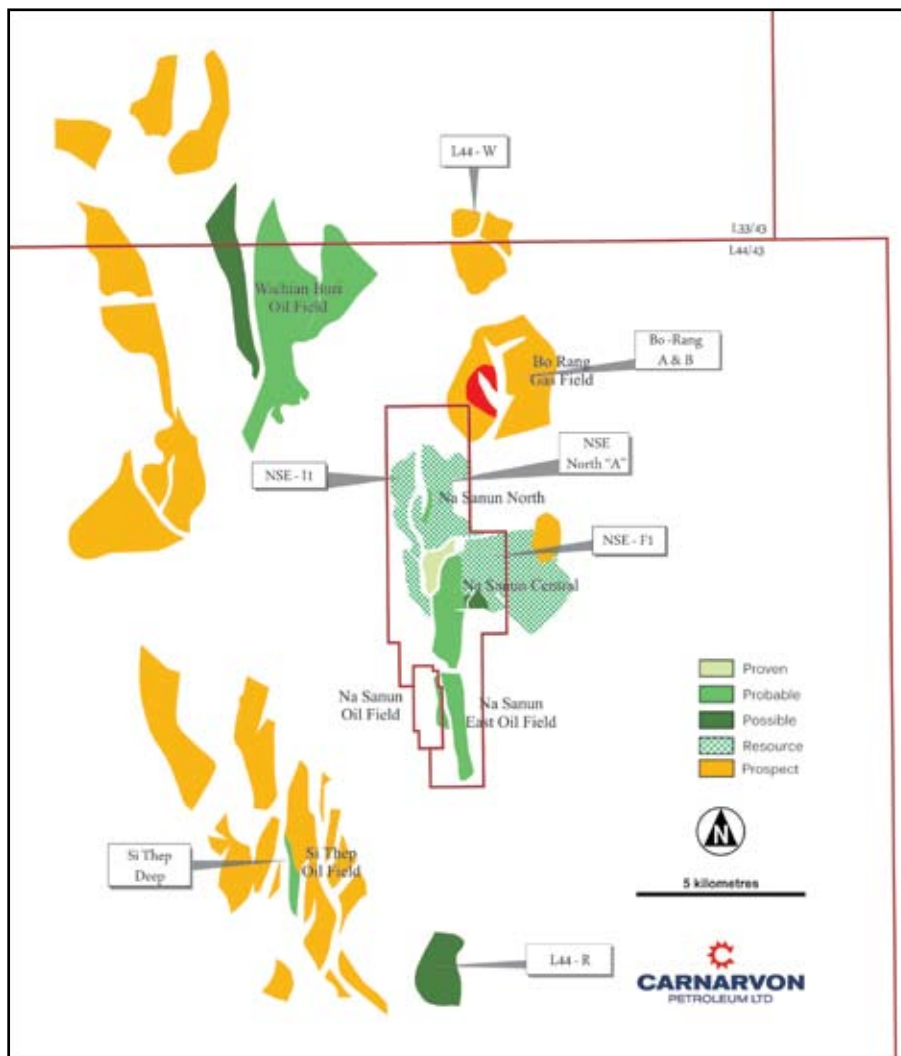 L44 - W
L33/43
L44/43
Wichian Buri
Oil Field
Bo -Rang
A & B
Bo Rang
Gas Field
NSE
North "A"
NSE - I1
Na Sanun North
NSE - F1
Na Sanun Central
Proven
Na Sanun
Oil Field
Na Sanun
East Oil Field
Probable
Possible
Resource
Prospect
N
Si Thep
Deep
Si Thep
Oil Field
5 kilometres
L44 - R
CARNARVON
PETROLEUM LTD